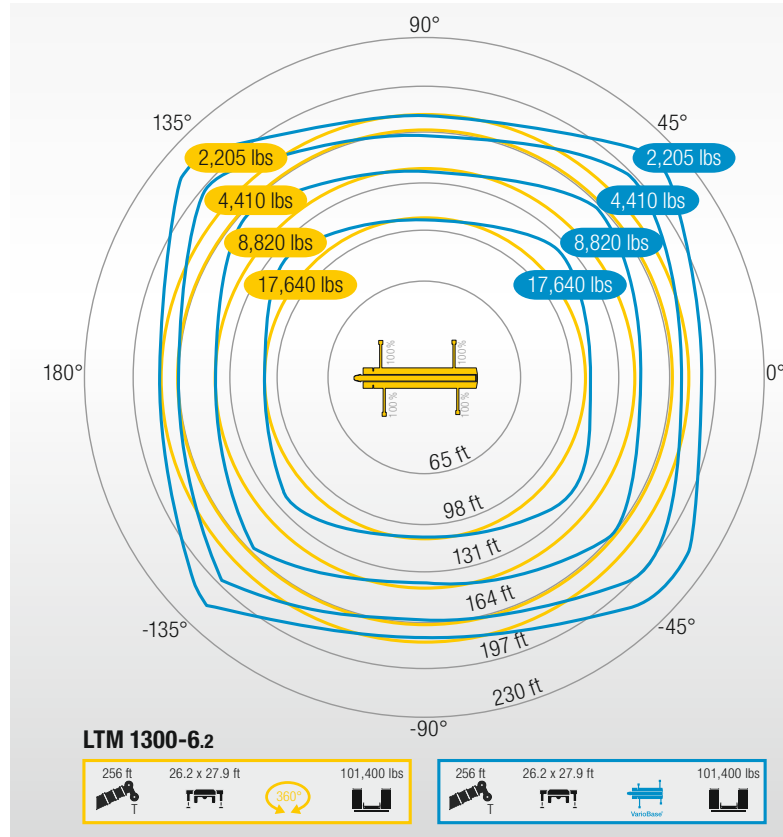 90°
135°
45°
2,205 lbs
2,205 lbs
4,410 lbs
4,410 lbs
8,820 lbs
8,820 lbs
17,640 lbs
17,640 lbs
100%
100%
180°
0°
100%
100%
65 ft
98 ft
131 ft
164 ft
-135°
-45°
197 ft
230 ft
-90°
LTM 1300-6.2
256 ft
26.2 x 27.9 ft
101,400 lbs
360°
T
256 ft
26.2 x 27.9 ft
101,400 lbs
T
VarioBase®